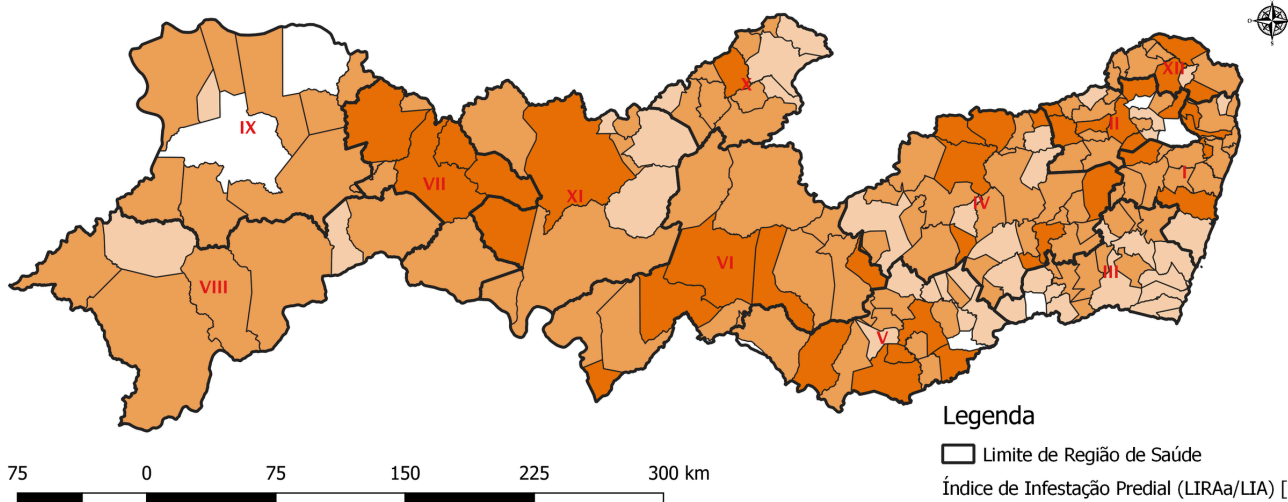 XII
X
IX
II
I
VII
XI
IV
VI
III
VIII
V
Legenda
Limite de Região de Saúde
75 0 75 150 225 300 km
Índice de Infestação Predial (LIRAa/LIA) [